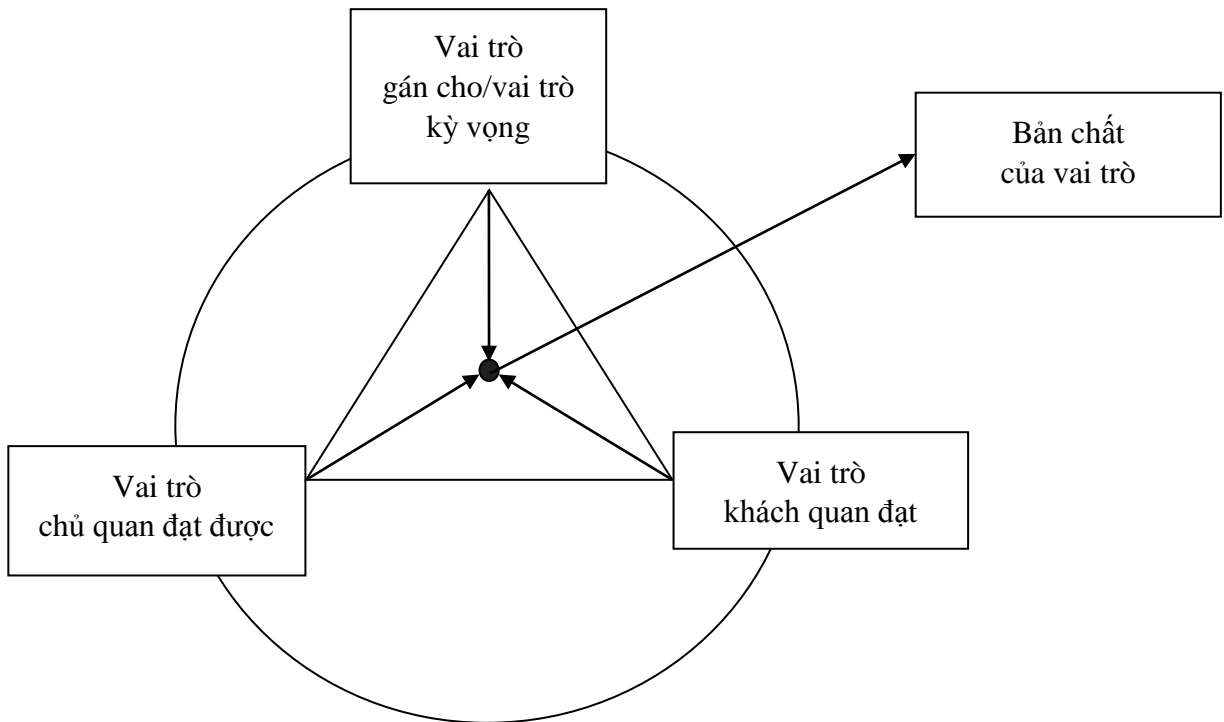 Vai trò
gán cho/vai trò
kỳ vọng
Bản chất
của vai trò
Vai trò
chủ quan đạt được
Vai trò
khách quan đạt